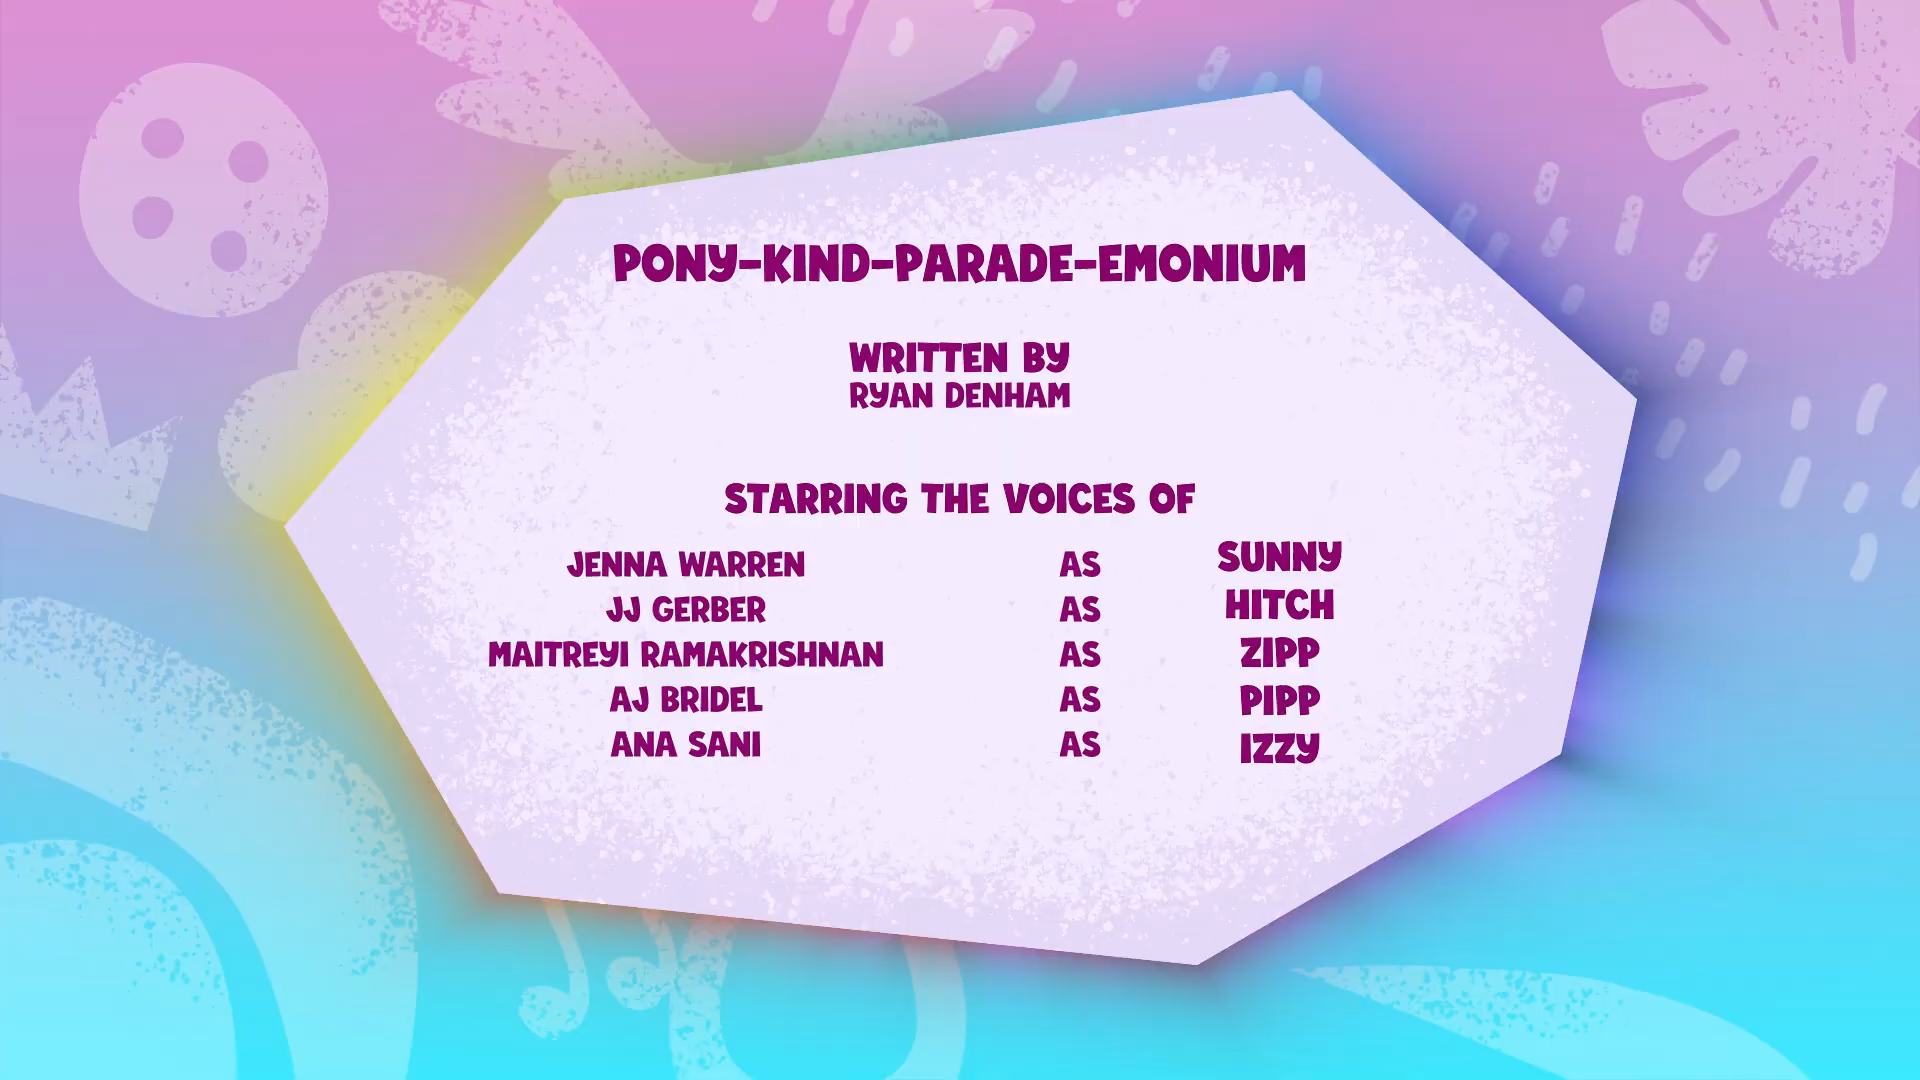 PONY-KIND-PARADE-EMONIUM
WRITTEN BY
RYAN DENHAM
STARRING THE VOICES OF
JENNA WARREN AS SUNNY
JJ GERBER AS HITCH
MAITREYI RAMAKRISHNAN AS ZIPP
AJ BRIDEL AS PIPP
ANA SANI AS IZZY